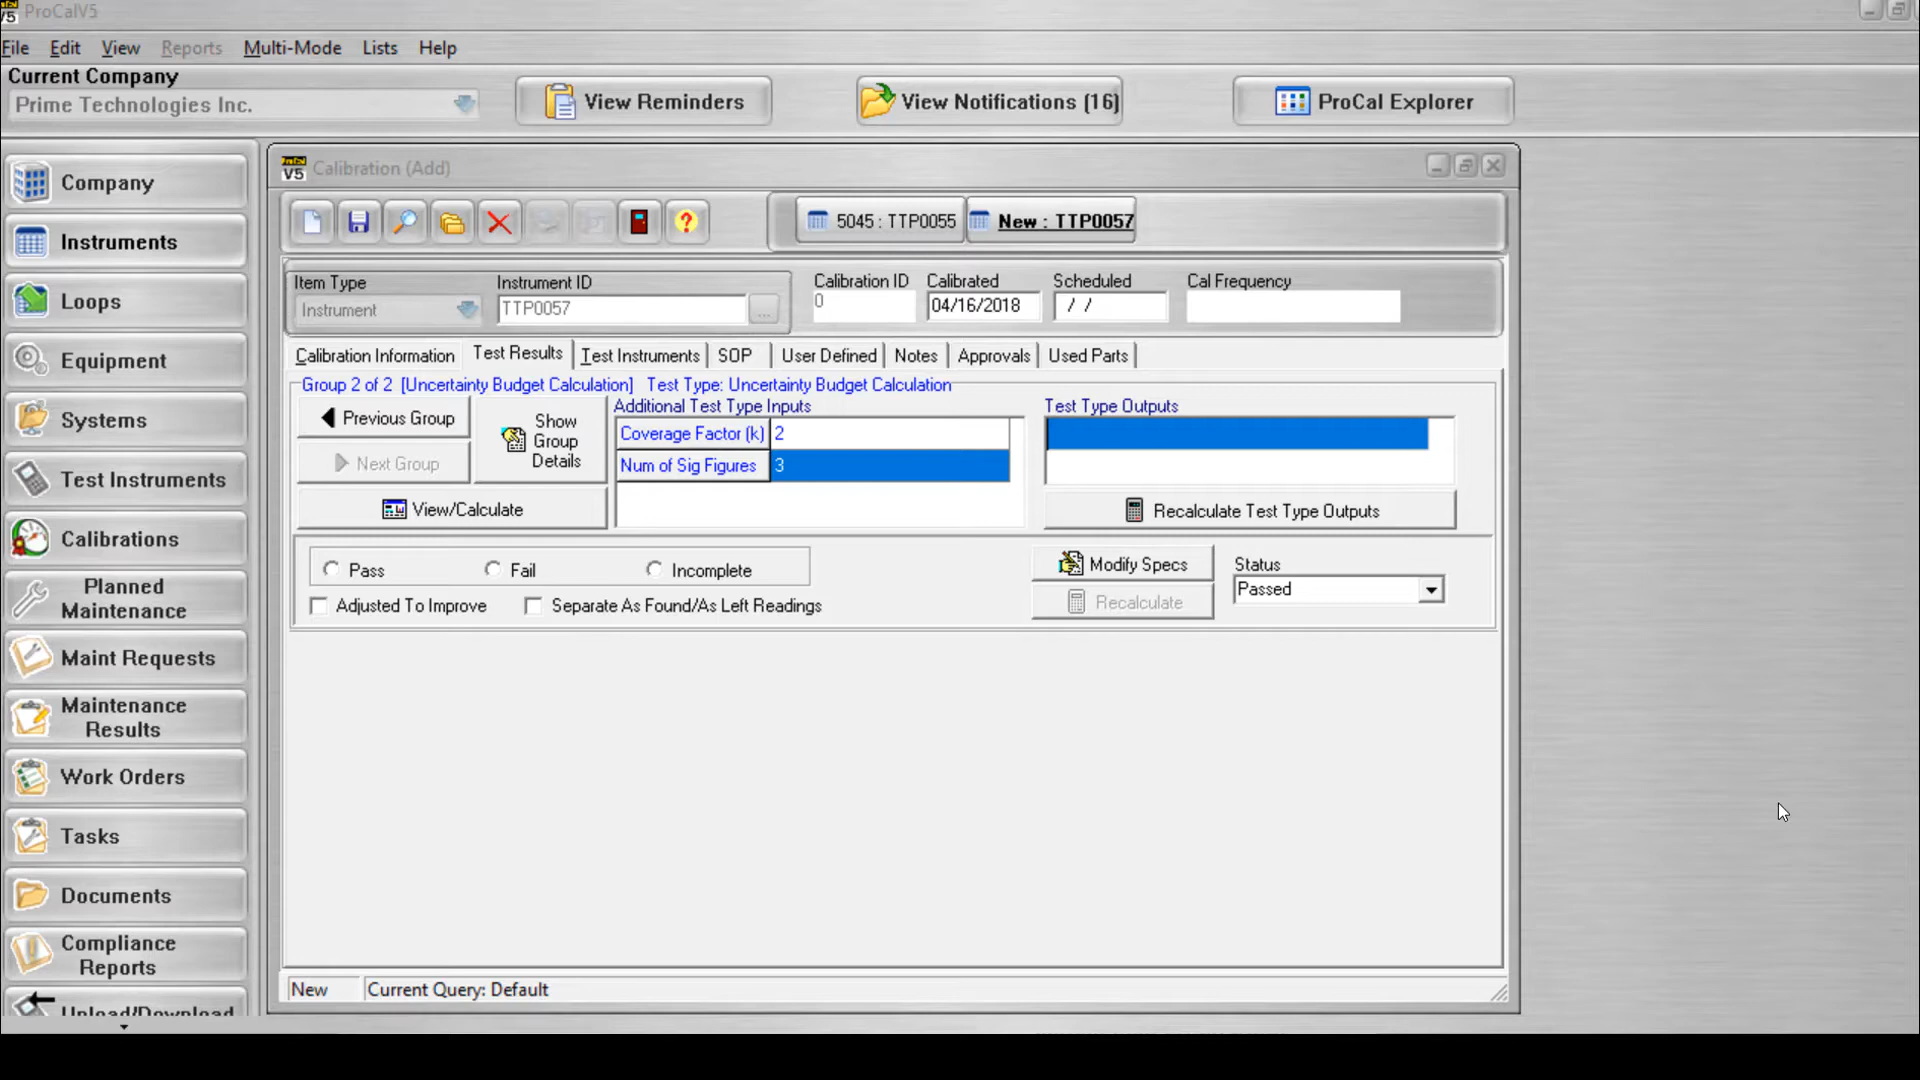 ProCalV5
File Edit View Reports Multi-Mode Lists Help
Current Company
Prime Technologies Inc.
View Reminders
View Notifications (16)
ProCal Explorer
Company
Instruments
Loops
Equipment
Systems
Test Instruments
Calibrations
Planned
Maintenance
Maint Requests
Maintenance
Results
Work Orders
Tasks
Documents
Compliance
Reports
Upload/Download
V5
Calibration (Add)
5045 : TTP0055
New : TTP0057
Item Type
Instrument
Instrument ID
TTP0057
...
Calibration ID
0
Calibrated
04/16/2018
Scheduled
/ /
Cal Frequency
Calibration Information
Test Results
Test Instruments
SOP
User Defined
Notes
Approvals
Used Parts
Group 2 of 2 [Uncertainty Budget Calculation] Test Type: Uncertainty Budget Calculation
Previous Group
Next Group
Show
Group
Details
View/Calculate
Additional Test Type Inputs
Coverage Factor (k) 2
Num of Sig Figures 3
Test Type Outputs
Recalculate Test Type Outputs
Pass
Fail
Incomplete
Adjusted To Improve
Separate As Found/As Left Readings
Modify Specs
Recalculate
Status
Passed
New
Current Query: Default